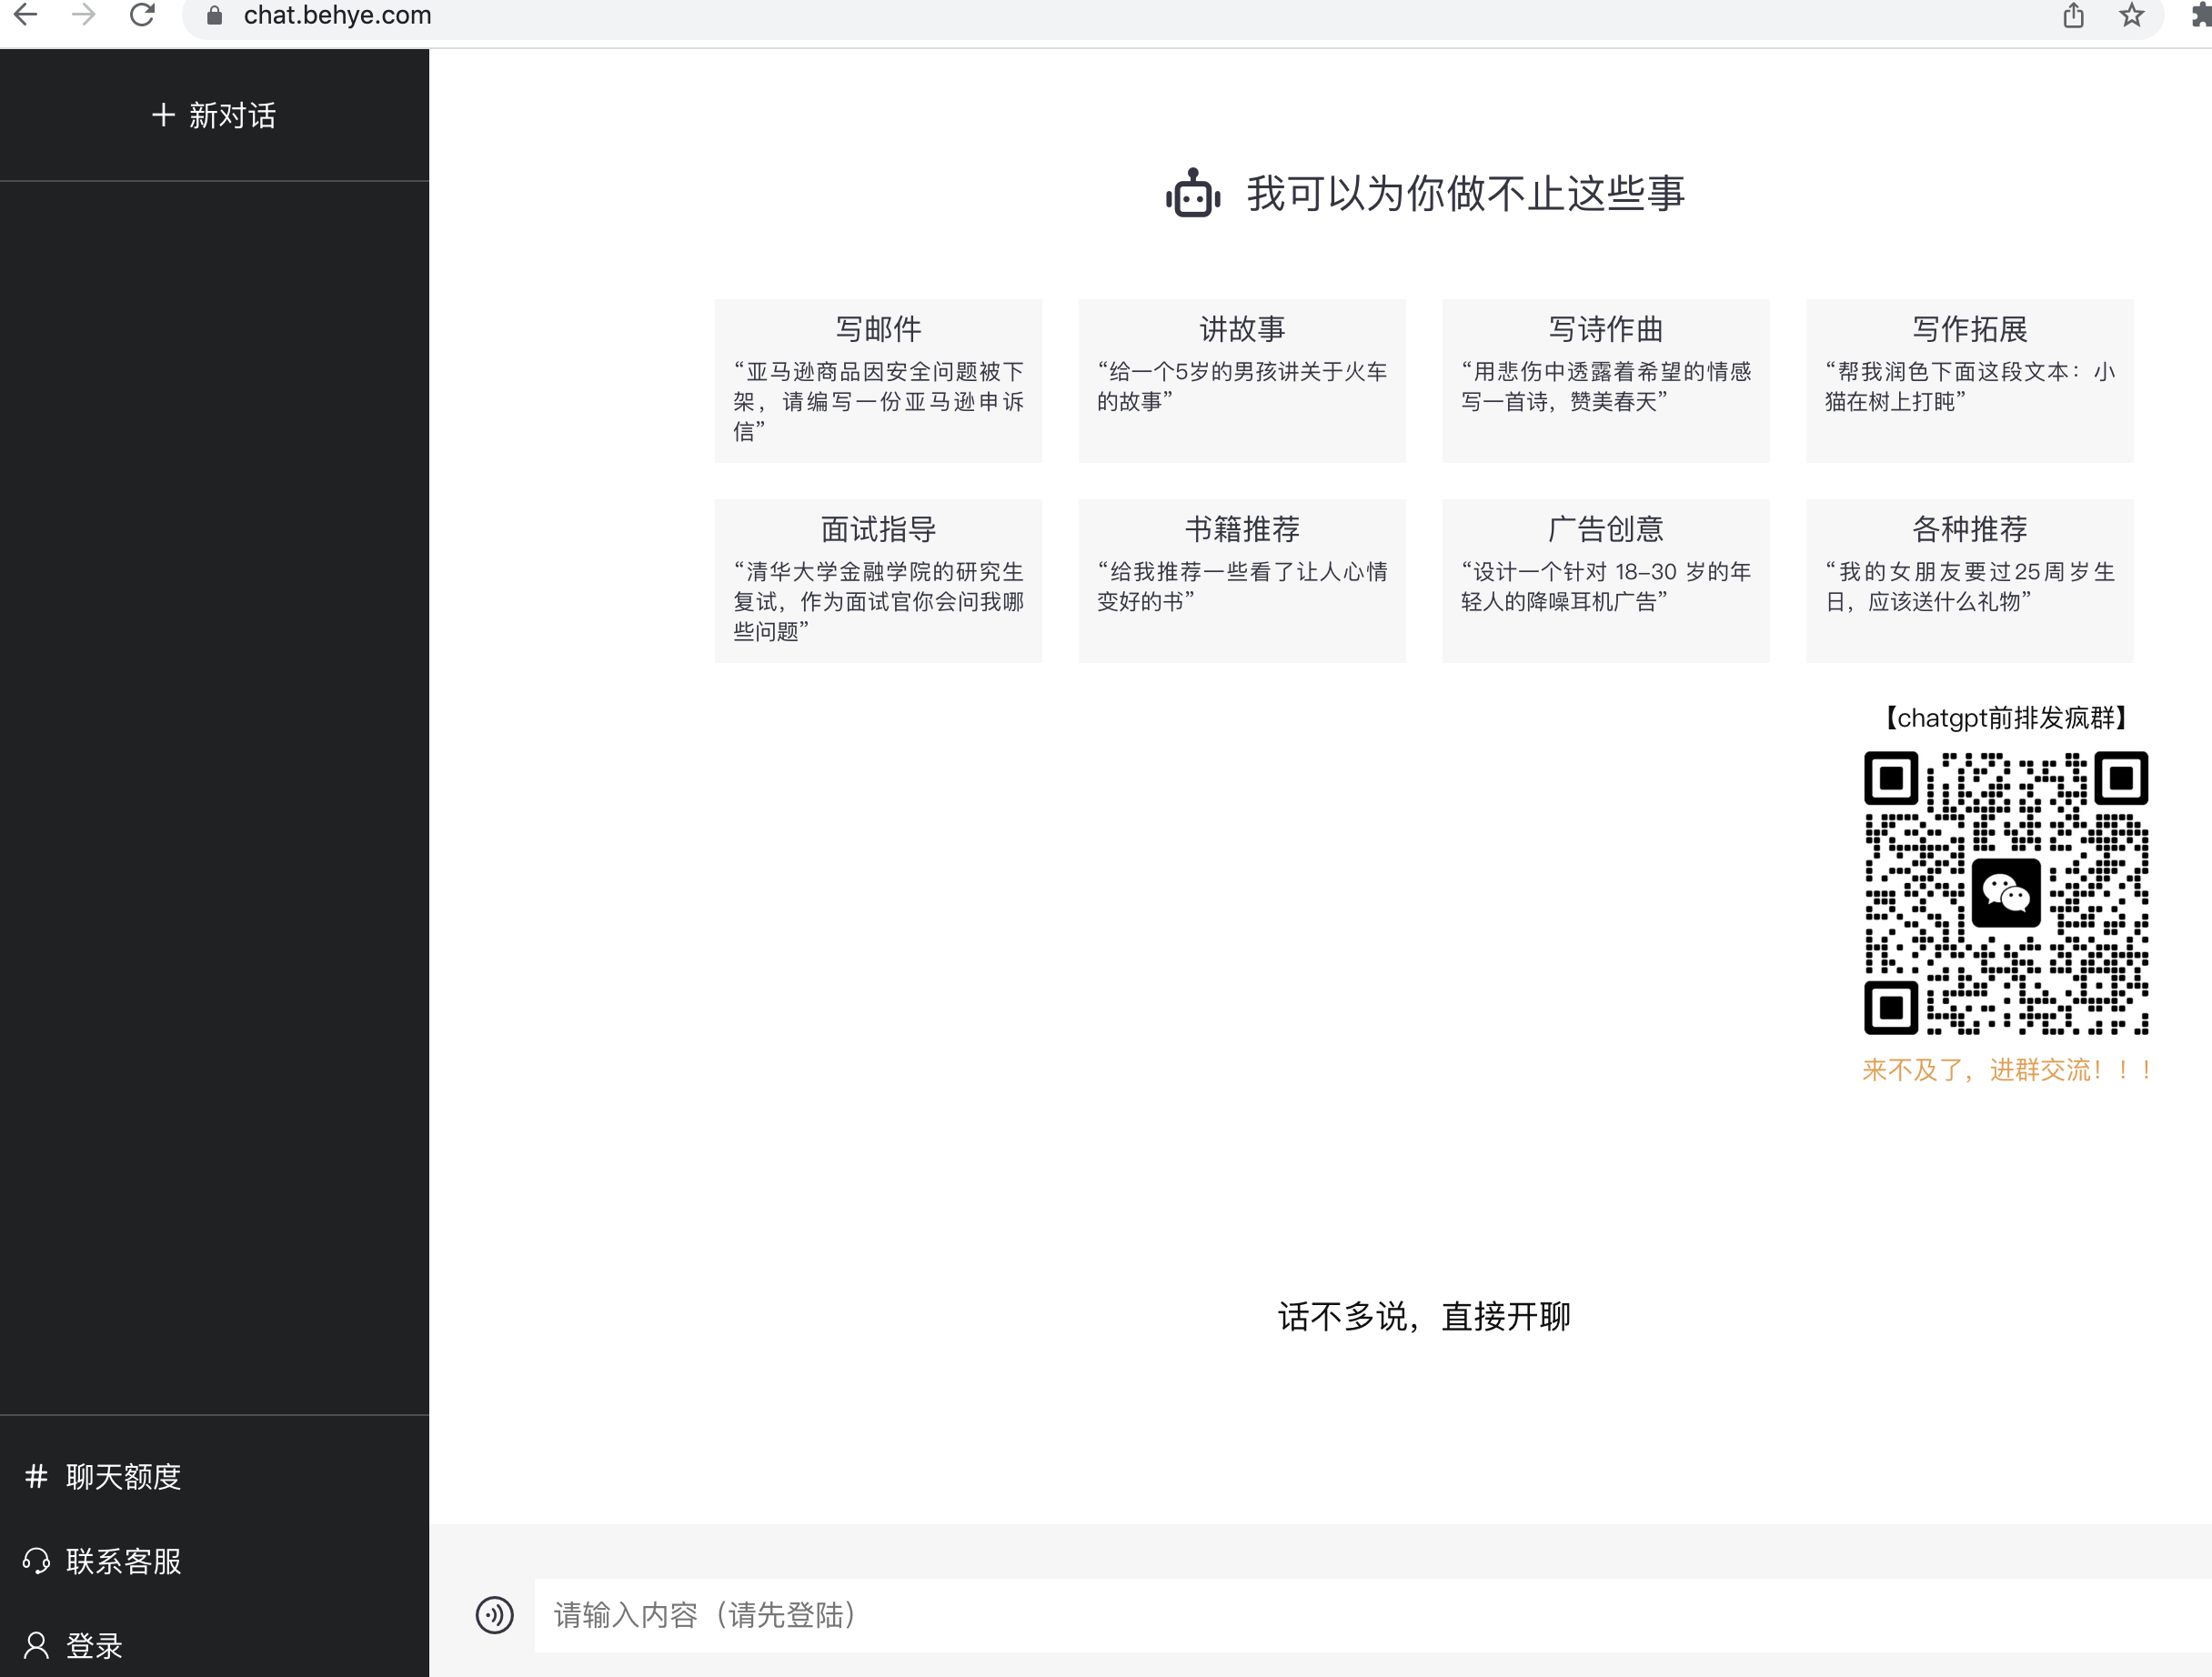 chat.behye.com
新对话
我可以为你做不止这些事
写邮件
“亚马逊商品因安全问题被下
架，请编写一份亚马逊申诉
信”
讲故事
“给一个5岁的男孩讲关于火车
的故事”
写诗作曲
“用悲伤中透露着希望的情感
写一首诗，赞美春天”
写作拓展
“帮我润色下面这段文本：小
猫在树上打盹”
面试指导
“清华大学金融学院的研究生
复试，作为面试官你会问我哪
些问题”
书籍推荐
“给我推荐一些看了让人心情
变好的书”
广告创意
“设计一个针对 18-30 岁的年
轻人的降噪耳机广告”
各种推荐
“我的女朋友要过25周岁生
日，应该送什么礼物”
【chatgpt前排发疯群】
来不及了，进群交流！！！
话不多说，直接开聊
# 聊天额度
联系客服
登录
请输入内容（请先登陆）